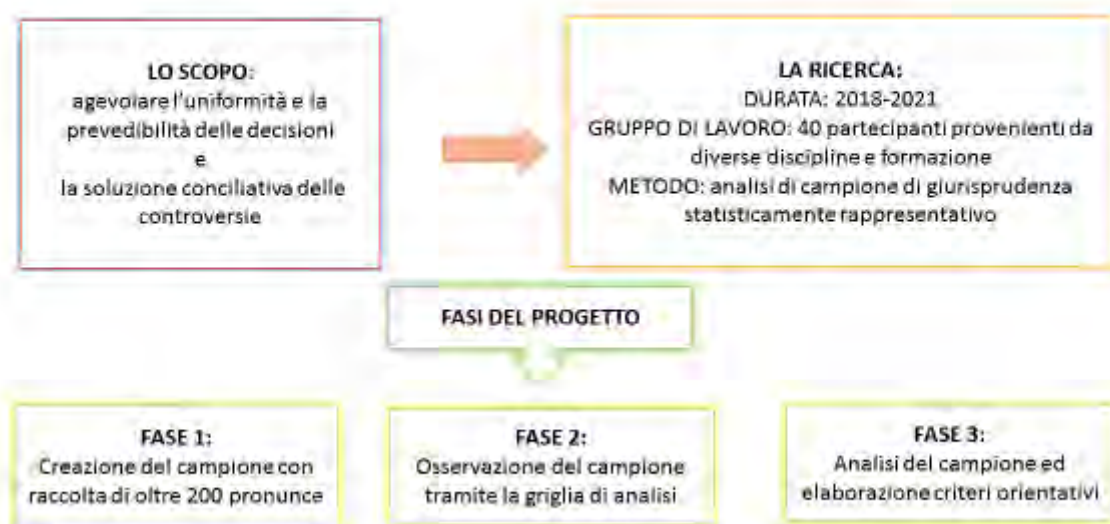 LO SCOPO:
agevolare l'uniformità e la
prevedibilità delle decisioni
e
la soluzione conciliativa delle
controversie
LA RICERCA:
DURATA: 2018-2021
GRUPPO DI LAVORO: 40 partecipanti provenienti da
diverse discipline e formazione
METODO: analisi di campione di giurisprudenza
statisticamente rappresentativo
FASI DEL PROGETTO
FASE 1:
Creazione del campione con
raccolta di oltre 200 pronunce
FASE 2:
Osservazione del campione
tramite la griglia di analisi
FASE 3:
Analisi del campione ed
elaborazione criteri orientativi